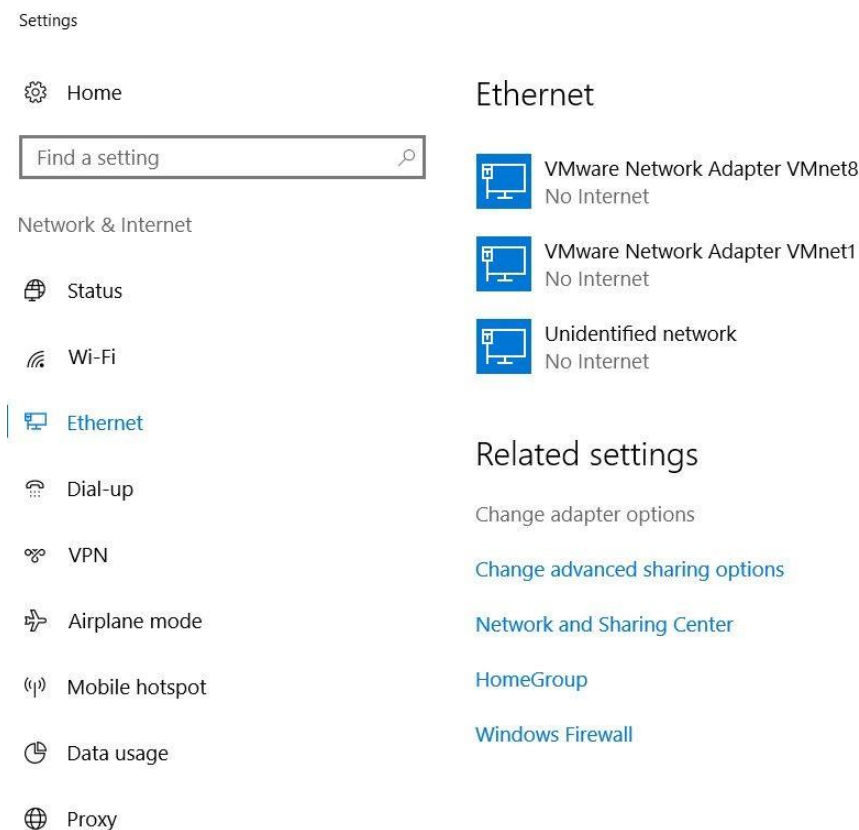 Settings
Home
Find a setting
Network & Internet
Status
Wi-Fi
Ethernet
Dial-up
VPN
Airplane mode
Mobile hotspot
Data usage
Proxy
Ethernet
VMware Network Adapter VMnet8
No Internet
VMware Network Adapter VMnet1
No Internet
Unidentified network
No Internet
Related settings
Change adapter options
Change advanced sharing options
Network and Sharing Center
HomeGroup
Windows Firewall